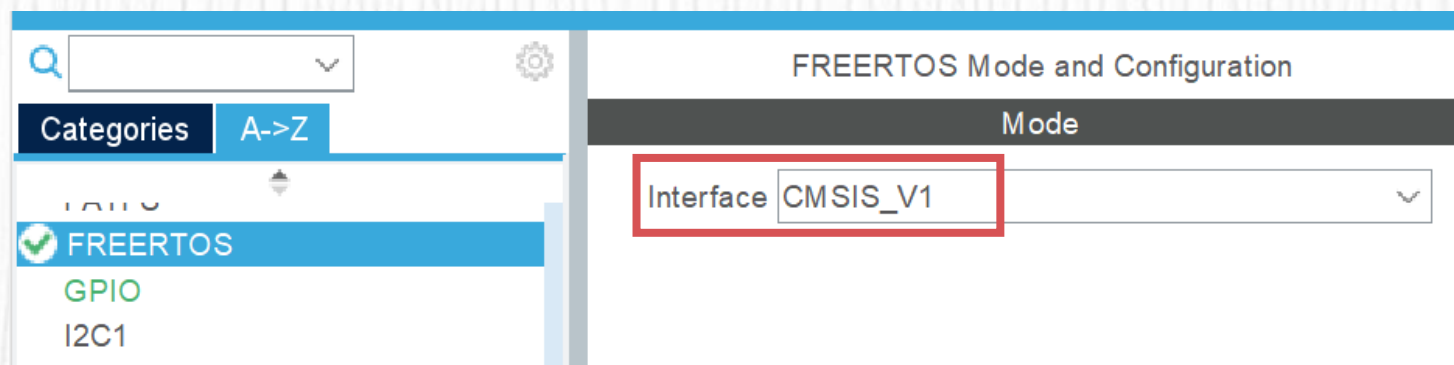 FREERTOS Mode and Configuration
Categories
A->Z
Mode
Interface CMSIS_V1
FREERTOS
GPIO
I2C1